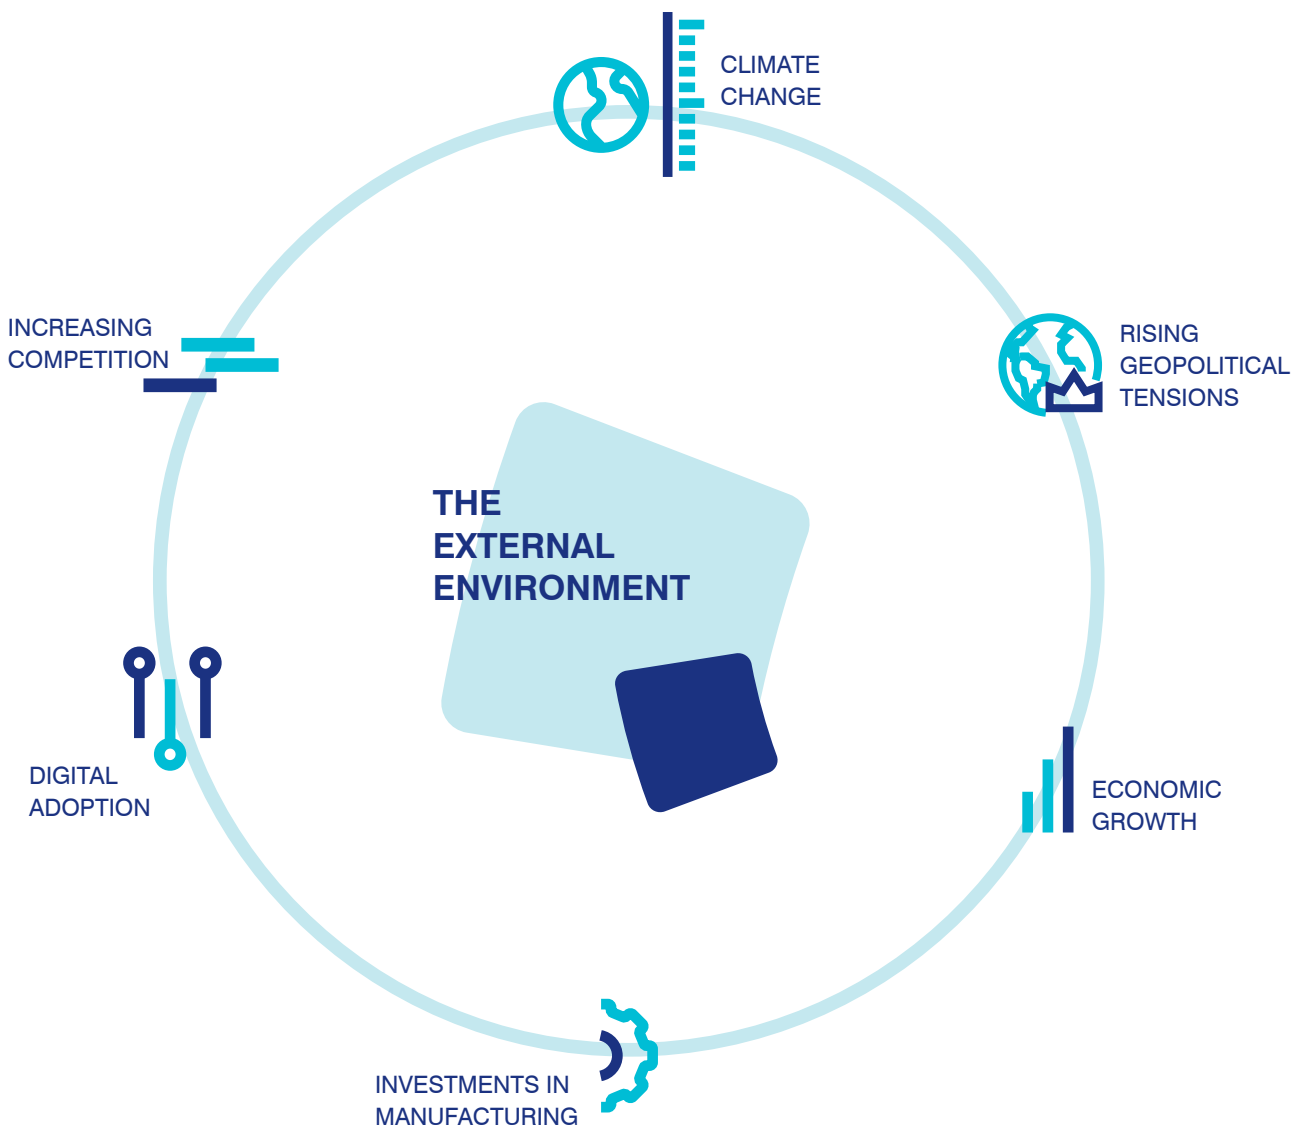 CLIMATE
CHANGE
RISING
GEOPOLITICAL
TENSIONS
ECONOMIC
GROWTH
INVESTMENTS IN
MANUFACTURING
DIGITAL
ADOPTION
INCREASING
COMPETITION
THE
EXTERNAL
ENVIRONMENT